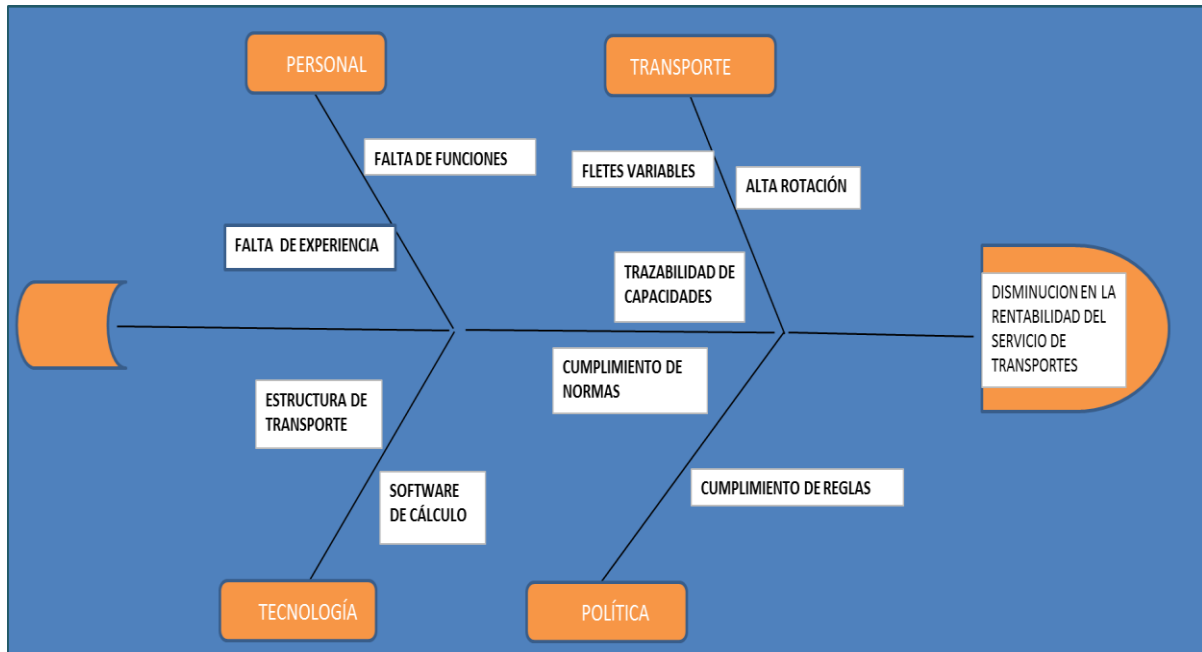 PERSONAL
TRANSPORTE
FALTA DE FUNCIONES
FLETES VARIABLES
ALTA ROTACIÓN
FALTA DE EXPERIENCIA
TRAZABILIDAD DE
CAPACIDADES
DISMINUCION EN LA
RENTABILIDAD DEL
SERVICIO DE
TRANSPORTES
CUMPLIMIENTO DE
NORMAS
ESTRUCTURA DE
TRANSPORTE
CUMPLIMIENTO DE REGLAS
SOFTWARE
DE CÁLCULO
TECNOLOGÍA
POLÍTICA